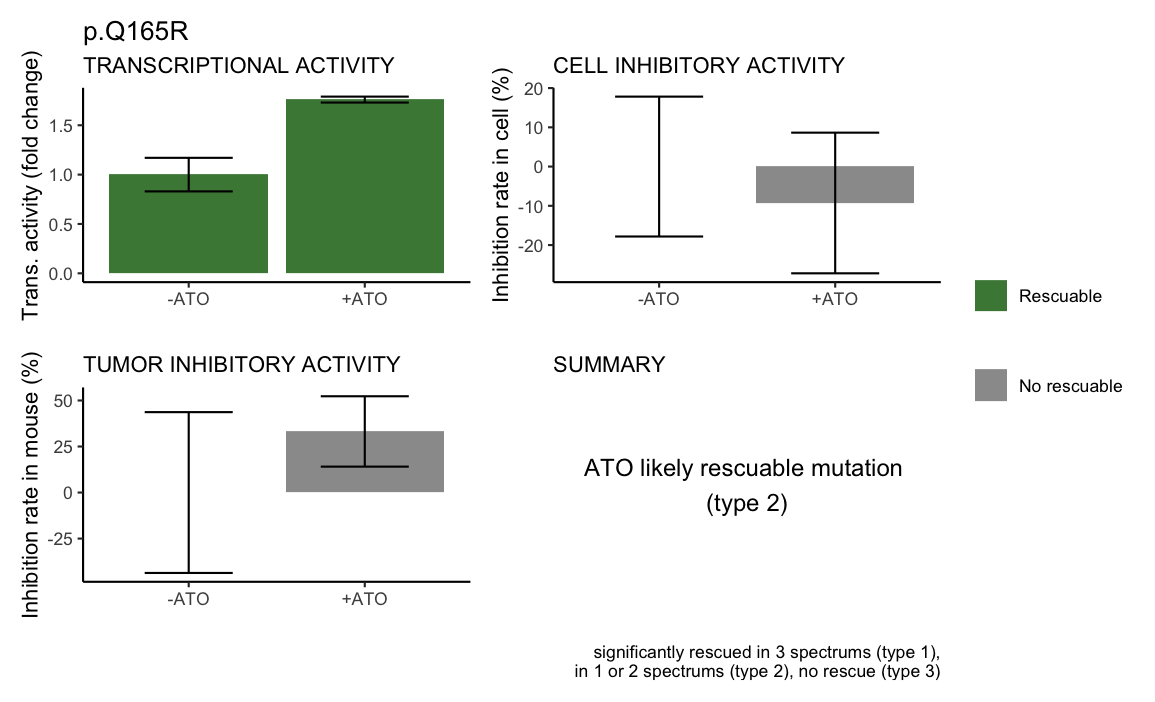 p.Q165R
TRANSCRIPTIONAL ACTIVITY
Trans. activity (fold change)
1.5
1.0
0.5
0.0
-ATO
+ATO
CELL INHIBITORY ACTIVITY
Inhibition rate in cell (%)
20
10
0
-10
-20
-ATO
+ATO
Rescuable
No rescuable
TUMOR INHIBITORY ACTIVITY
Inhibition rate in mouse (%)
50
25
0
-25
-ATO
+ATO
SUMMARY
ATO likely rescuable mutation
(type 2)
significantly rescued in 3 spectrums (type 1),
in 1 or 2 spectrums (type 2), no rescue (type 3)